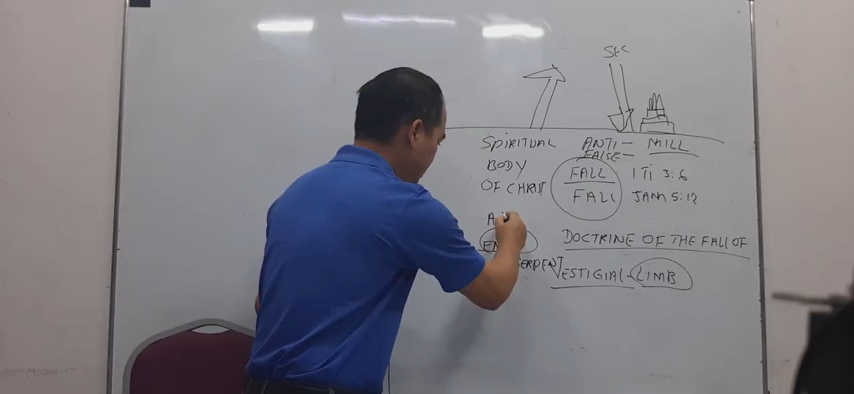 SEC
SPIRITUAL ANTI- MILL
BODY FALSE-
OF CHRIST FALL 1 TI 3:6
FALL JAM 5:12
DOCTRINE OF THE FALL OF
SERPENT
VESTIGIAL - LIMB